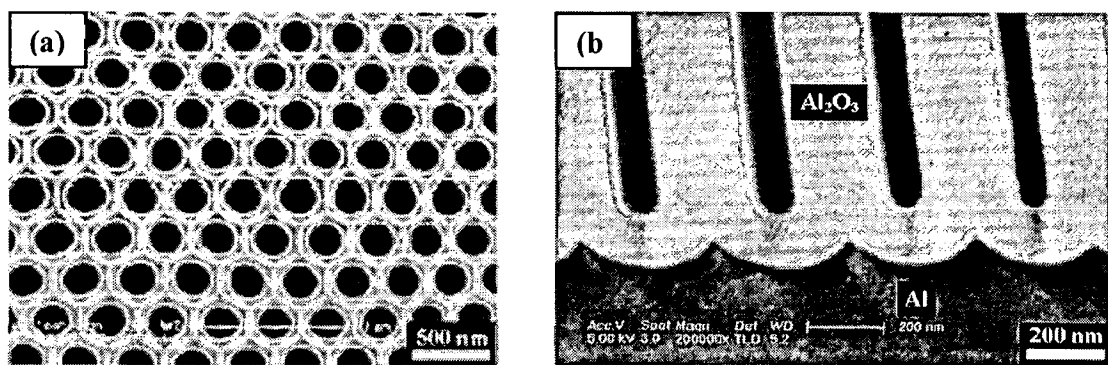 (a)
500 nm
(b
Al₂O₃
Al
Acc.V Spot Magn Det WD
5.00 kV 3.0 200000x TLD 5.2
200 nm
200 nm